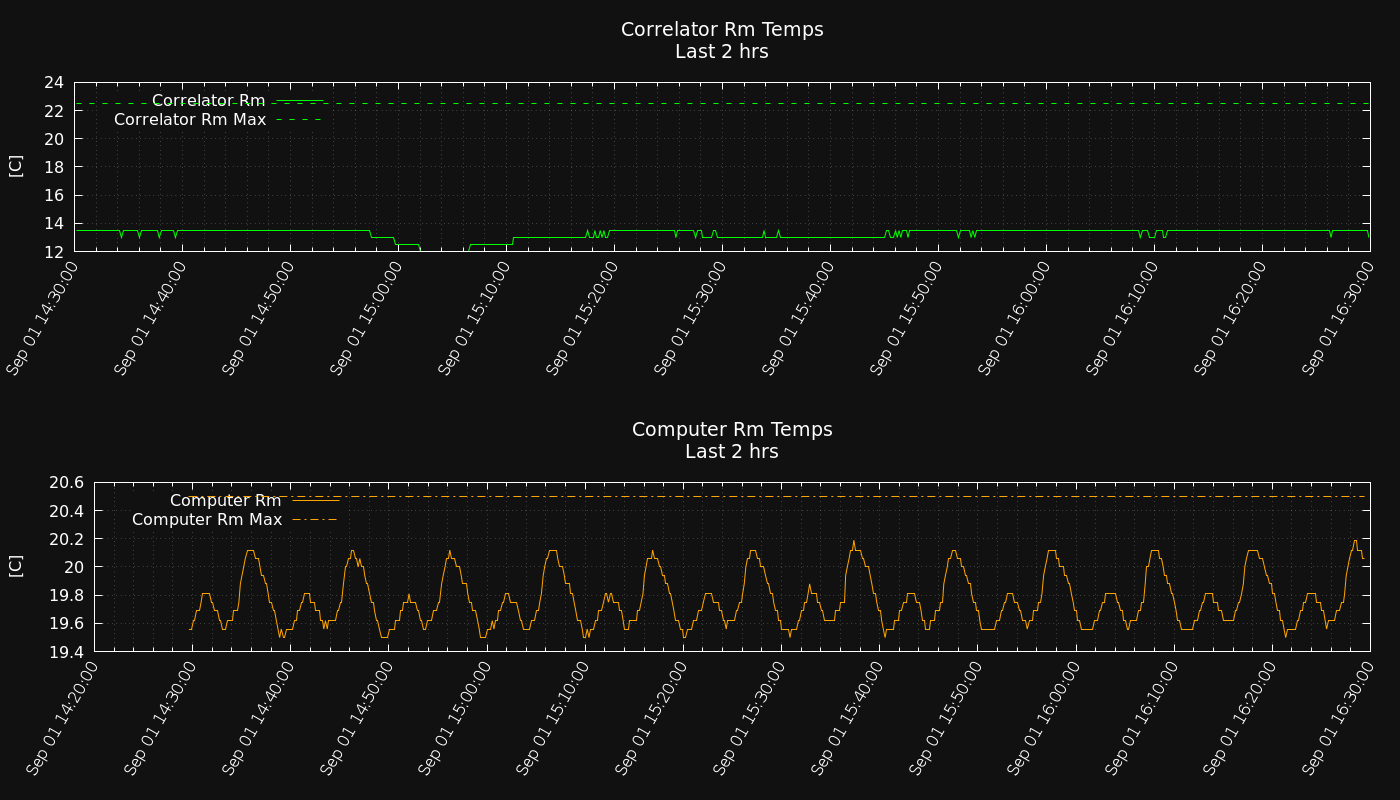 Correlator Rm Temps
Last 2 hrs
24
22
20
18
16
14
12
[C]
Correlator Rm
Correlator Rm Max
Sep 01 14:30:00
Sep 01 14:40:00
Sep 01 14:50:00
Sep 01 15:00:00
Sep 01 15:10:00
Sep 01 15:20:00
Sep 01 15:30:00
Sep 01 15:40:00
Sep 01 15:50:00
Sep 01 16:00:00
Sep 01 16:10:00
Sep 01 16:20:00
Sep 01 16:30:00
Computer Rm Temps
Last 2 hrs
20.6
20.4
20.2
20
19.8
19.6
19.4
[C]
Computer Rm
Computer Rm Max
Sep 01 14:20:00
Sep 01 14:30:00
Sep 01 14:40:00
Sep 01 14:50:00
Sep 01 15:00:00
Sep 01 15:10:00
Sep 01 15:20:00
Sep 01 15:30:00
Sep 01 15:40:00
Sep 01 15:50:00
Sep 01 16:00:00
Sep 01 16:10:00
Sep 01 16:20:00
Sep 01 16:30:00